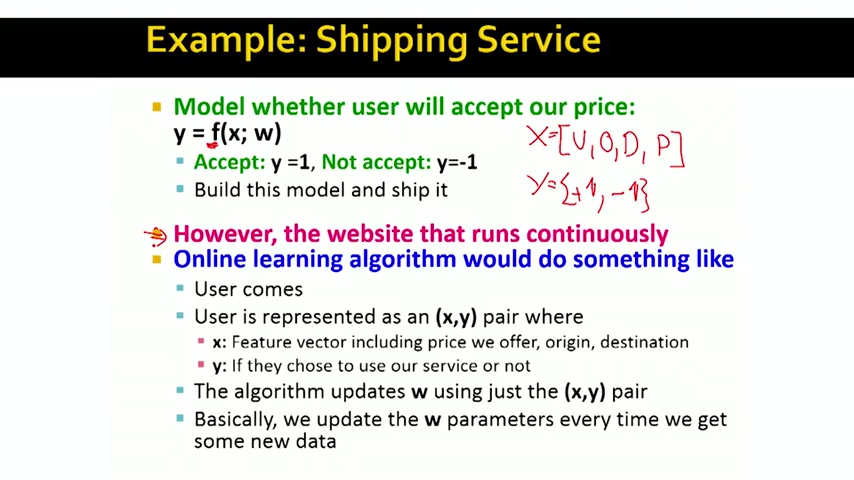 Example: Shipping Service
Model whether user will accept our price:
y = f(x; w)
X=[U, O, D, P]
Accept: y =1, Not accept: y=-1
Build this model and ship it
Y={+1, -1}
However, the website that runs continuously
Online learning algorithm would do something like
User comes
User is represented as an (x,y) pair where
x: Feature vector including price we offer, origin, destination
y: If they chose to use our service or not
The algorithm updates w using just the (x,y) pair
Basically, we update the w parameters every time we get
some new data